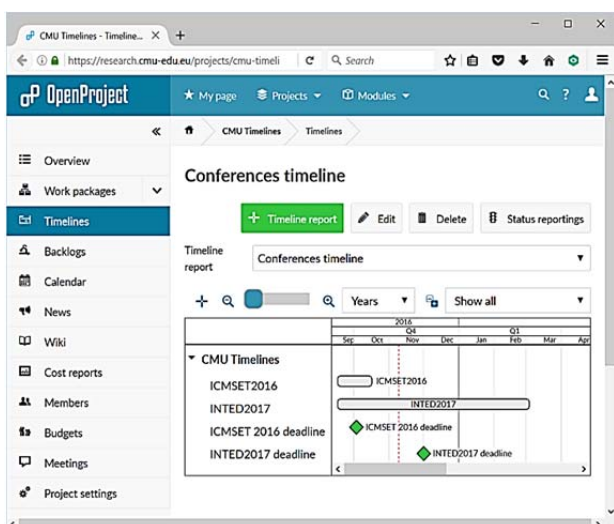 CMU Timelines - Timeline...
https://research.cmu-edu.eu/projects/cmu-timeli
Search
OpenProject
My page
Projects
Modules
?
CMU Timelines
Timelines
Overview
Work packages
Timelines
Backlogs
Calendar
News
Wiki
Cost reports
Members
Budgets
Meetings
Project settings
Conferences timeline
+ Timeline report
Edit
Delete
Status reportings
Timeline
report
Conferences timeline
Years
Show all
2016
Q4 Q1
Sep Oct Nov Dec Jan Feb Mar Apr
CMU Timelines
ICMSET2016 ICMSET2016
INTED2017 INTED2017
ICMSET 2016 deadline ICMSET 2016 deadline
INTED2017 deadline INTED2017 deadline